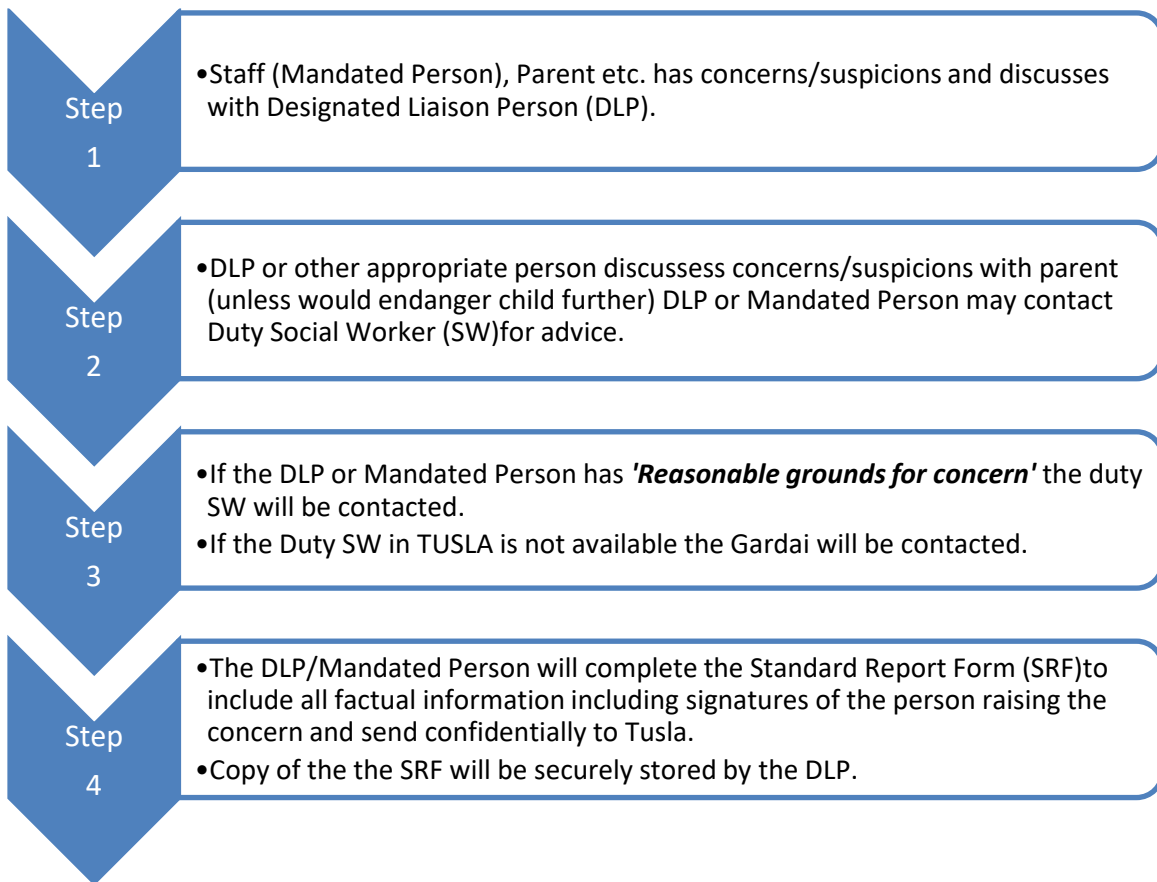 Step
1
•Staff (Mandated Person), Parent etc. has concerns/suspicions and discusses
with Designated Liaison Person (DLP).
Step
2
•DLP or other appropriate person discussess concerns/suspicions with parent
(unless would endanger child further) DLP or Mandated Person may contact
Duty Social Worker (SW)for advice.
Step
3
•If the DLP or Mandated Person has 'Reasonable grounds for concern' the duty
SW will be contacted.
•If the Duty SW in TUSLA is not available the Gardai will be contacted.
Step
4
•The DLP/Mandated Person will complete the Standard Report Form (SRF)to
include all factual information including signatures of the person raising the
concern and send confidentially to Tusla.
•Copy of the the SRF will be securely stored by the DLP.